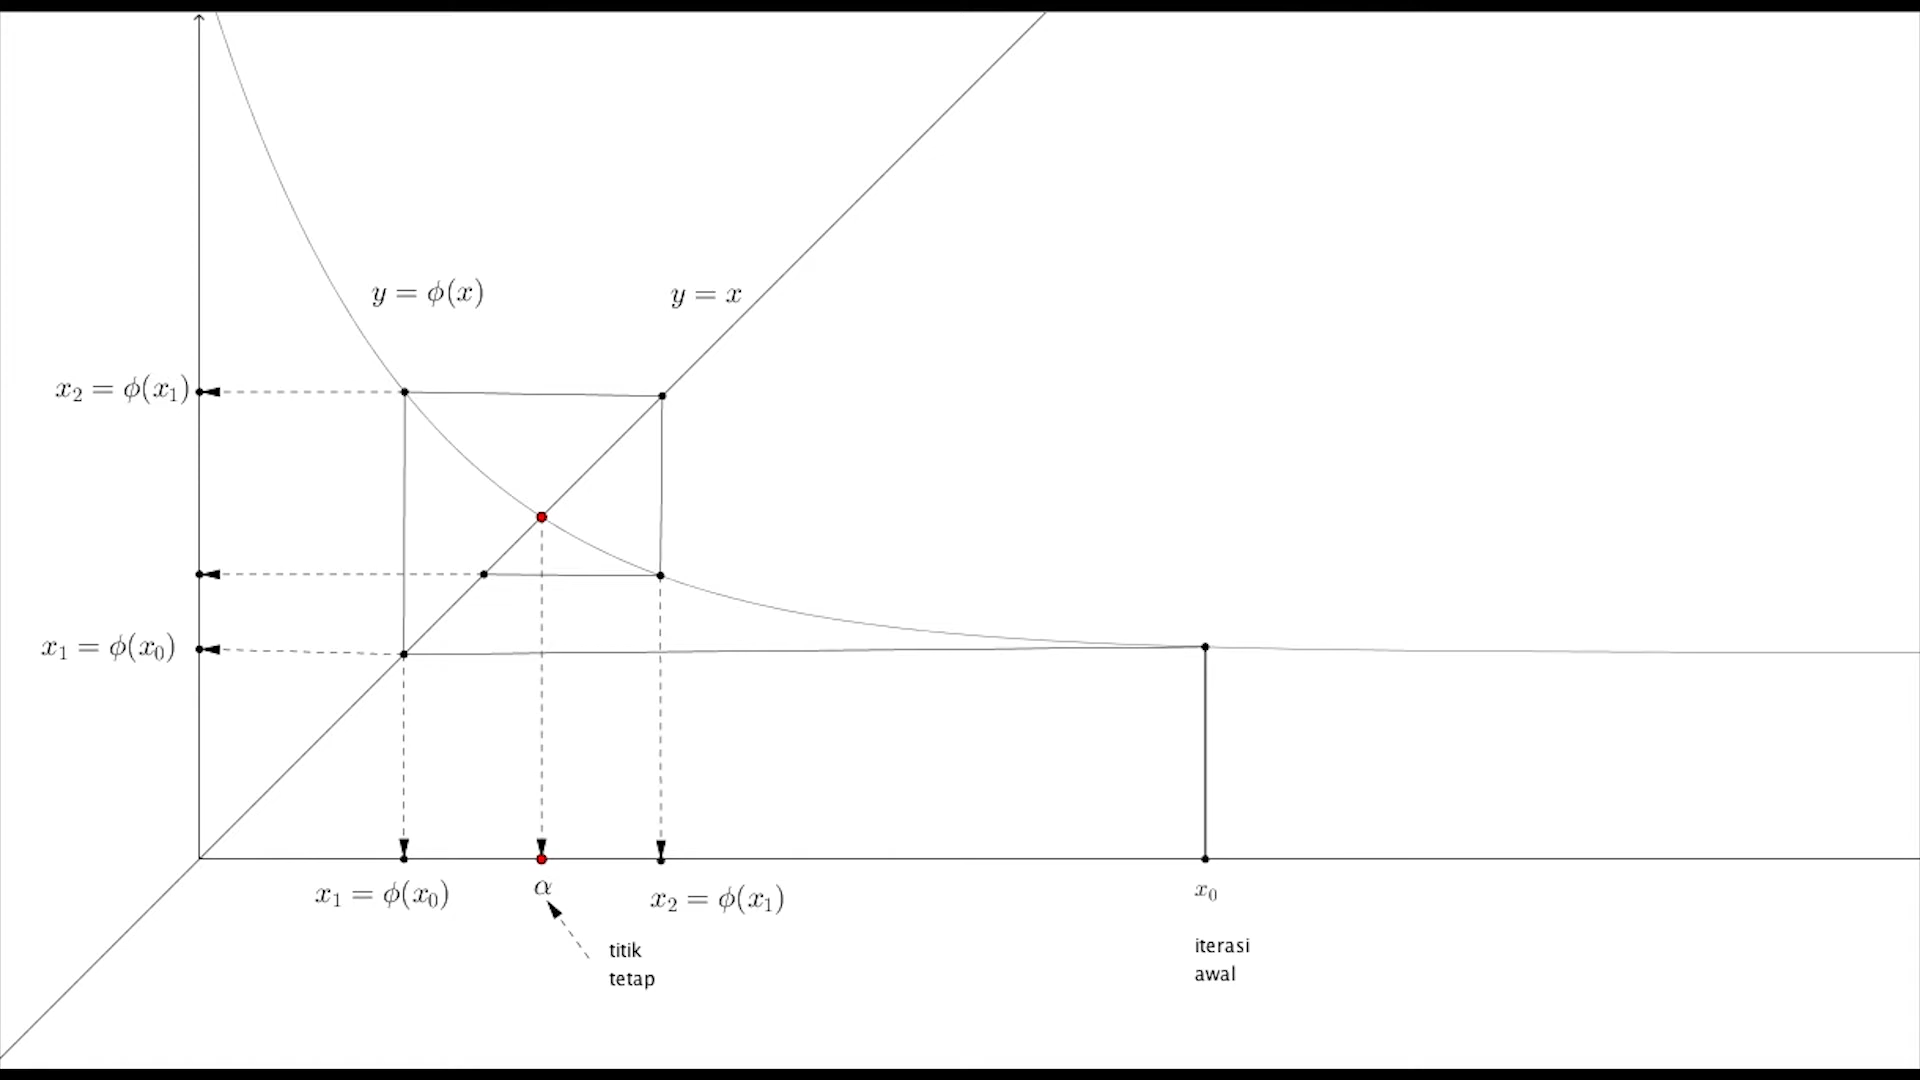 y = ϕ(x)
y = x
x₂ = ϕ(x₁)
x₁ = ϕ(x₀)
x₁ = ϕ(x₀)
α
x₂ = ϕ(x₁)
x₀
titik
tetap
iterasi
awal